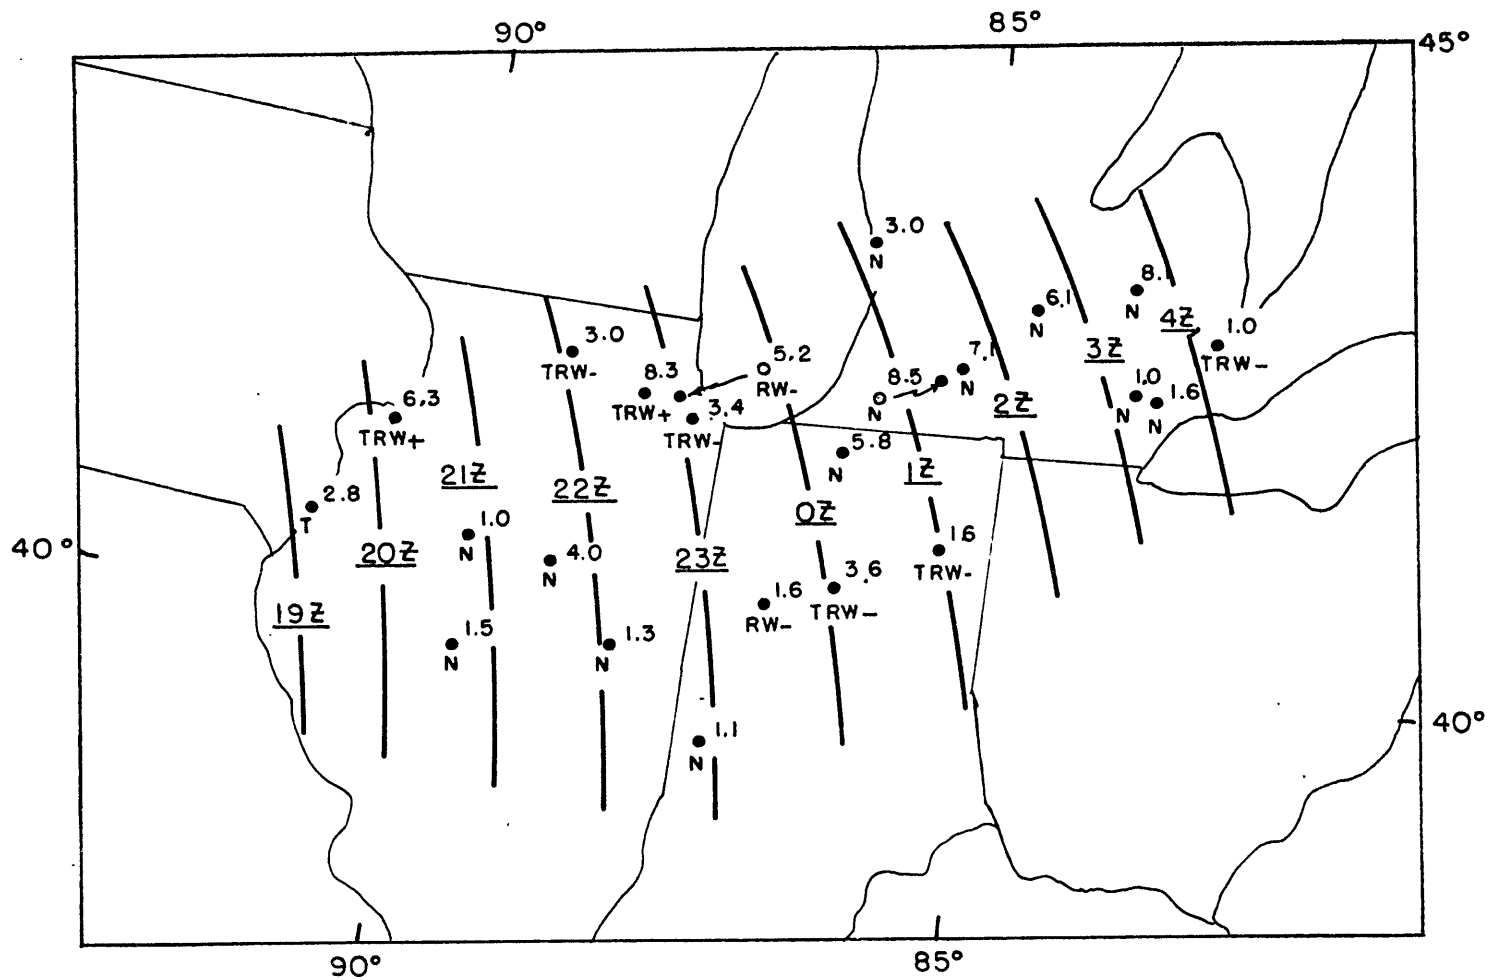 90° 85°
45°
3.0
N
8.1
N
6.1
N
4Z
1.0
TRW-
3Z
3.0
TRW-
5.2
RW-
7.1
N
8.3
TRW+
8.5
N
1.0
N
1.6
N
2Z
6.3
TRW+
3.4
TRW-
5.8
N
1Z
21Z
22Z
2.8
T
0Z
1.0
N
40°
20Z
4.0
N
23Z
1.6
TRW-
1.6
RW-
3.6
TRW-
19Z
1.5
N
1.3
N
1.1
N
40°
90° 85°